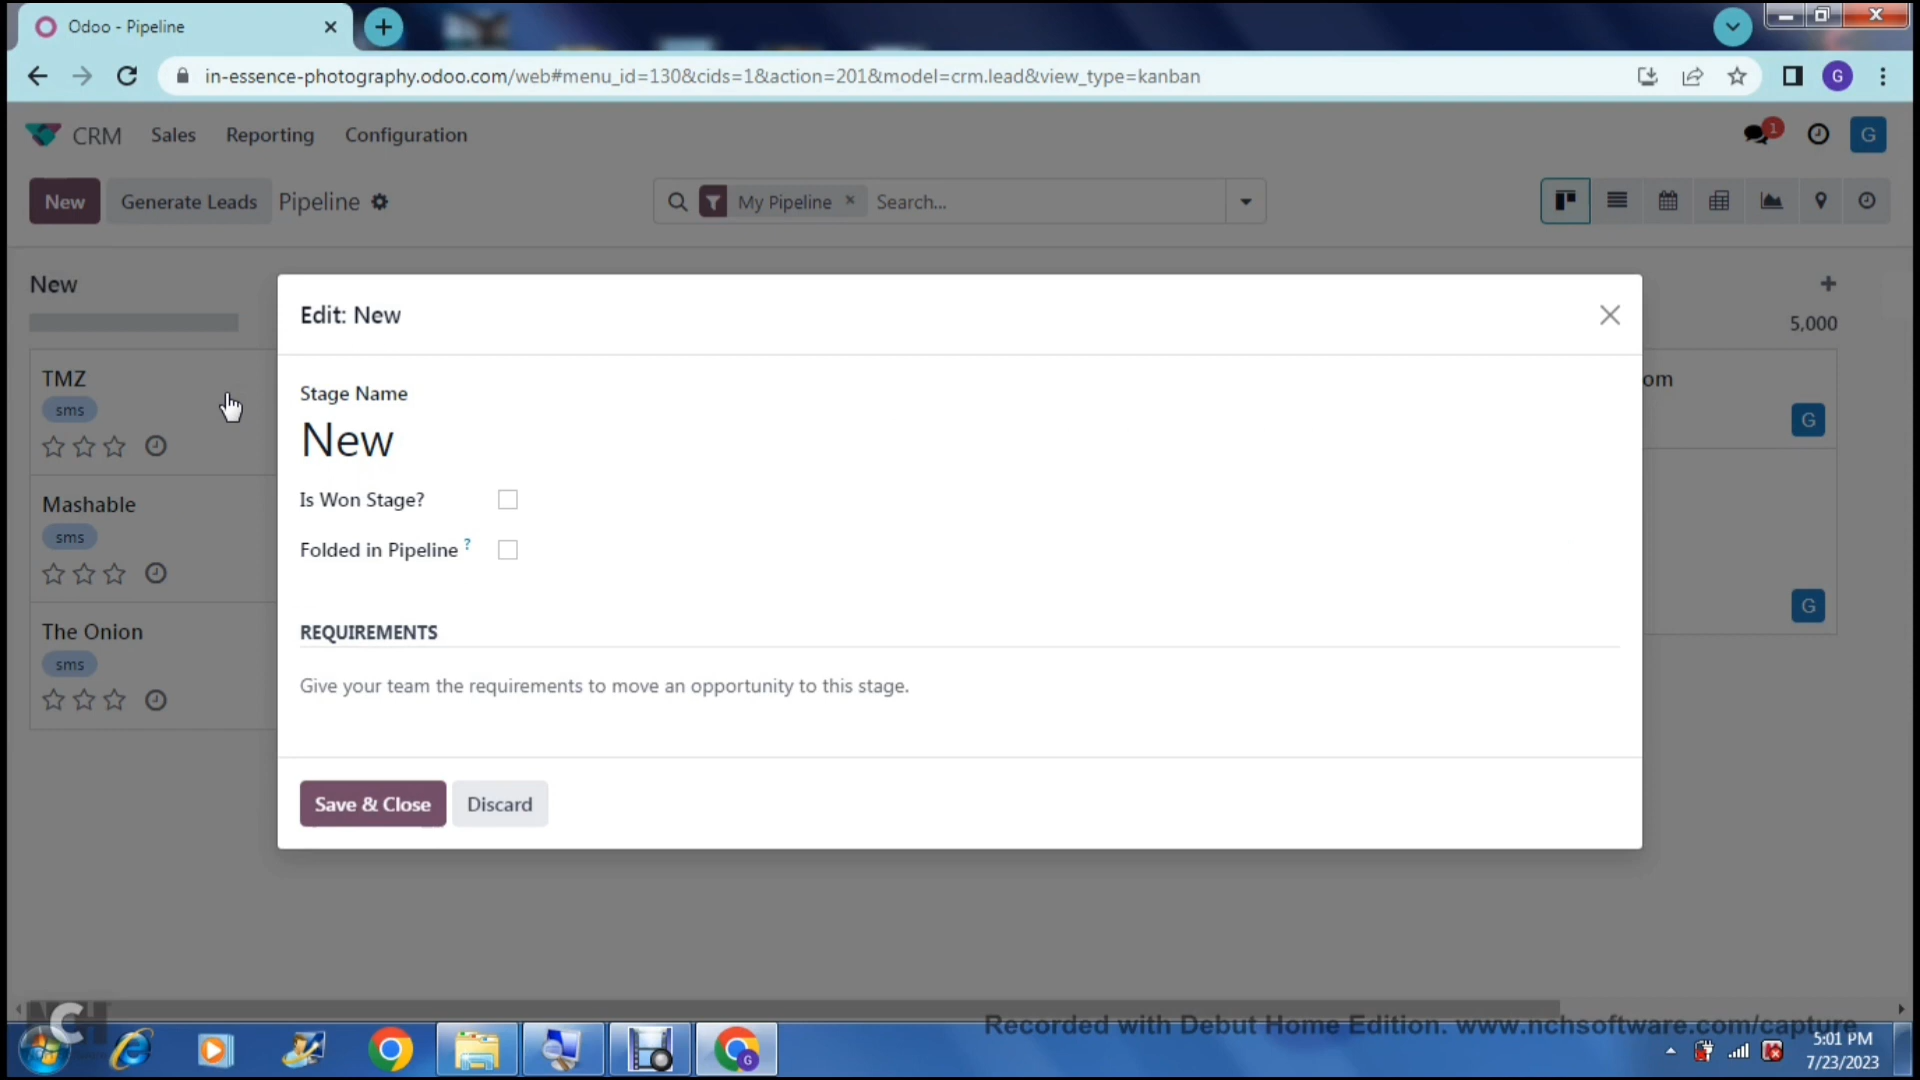 Odoo - Pipeline
in-essence-photography.odoo.com/web#menu_id=130&cids=1&action=201&model=crm.lead&view_type=kanban
G
CRM Sales Reporting Configuration
1
G
New Generate Leads Pipeline
My Pipeline Search...
New
5,000
Edit: New
TMZ
sms
om
G
Stage Name
New
Is Won Stage?
Mashable
sms
Folded in Pipeline ?
G
The Onion
sms
REQUIREMENTS
Give your team the requirements to move an opportunity to this stage.
Save & Close Discard
NCH
Recorded with Debut Home Edition. www.nchsoftware.com/capture
G
5:01 PM
7/23/2023